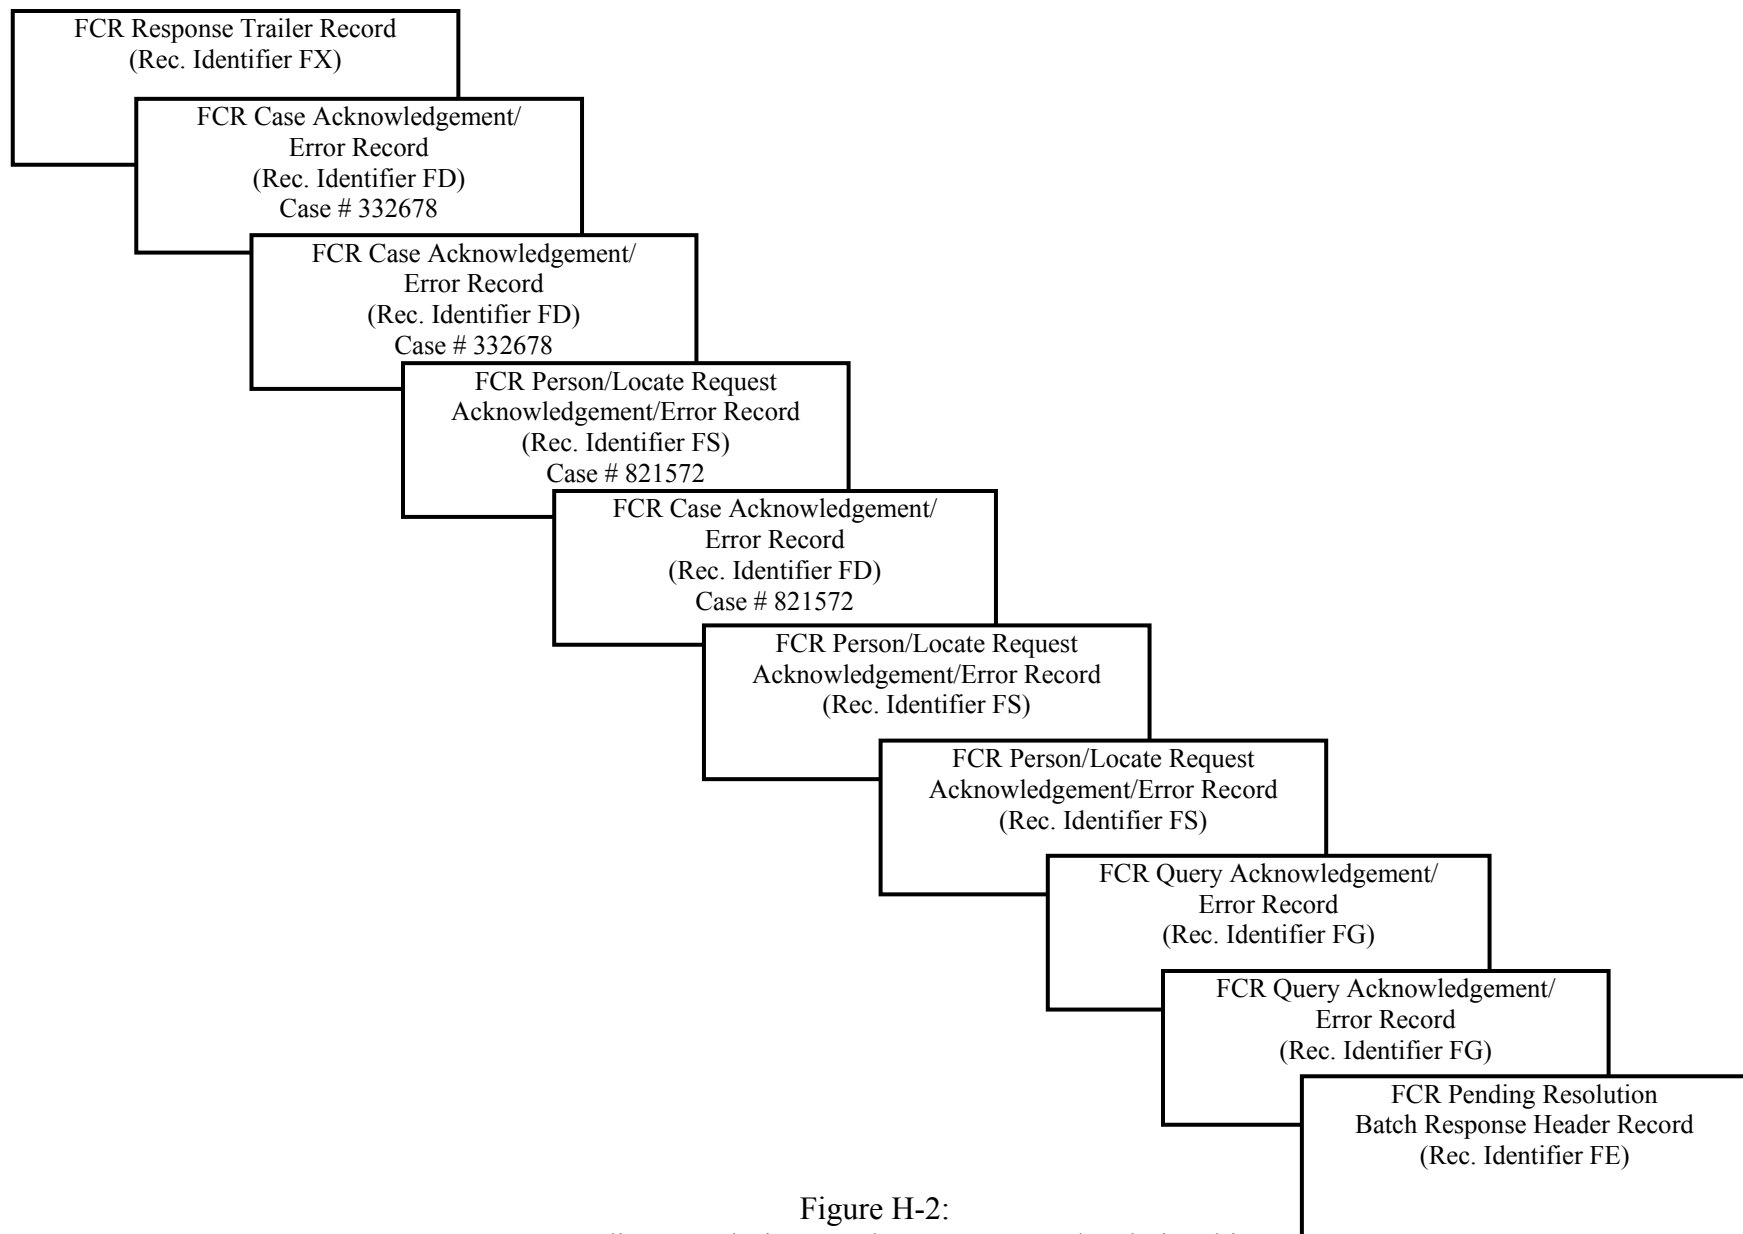 FCR Response Trailer Record
(Rec. Identifier FX)
FCR Case Acknowledgement/
Error Record
(Rec. Identifier FD)
Case # 332678
FCR Case Acknowledgement/
Error Record
(Rec. Identifier FD)
Case # 332678
FCR Person/Locate Request
Acknowledgement/Error Record
(Rec. Identifier FS)
Case # 821572
FCR Case Acknowledgement/
Error Record
(Rec. Identifier FD)
Case # 821572
FCR Person/Locate Request
Acknowledgement/Error Record
(Rec. Identifier FS)
FCR Person/Locate Request
Acknowledgement/Error Record
(Rec. Identifier FS)
FCR Query Acknowledgement/
Error Record
(Rec. Identifier FG)
FCR Query Acknowledgement/
Error Record
(Rec. Identifier FG)
FCR Pending Resolution
Batch Response Header Record
(Rec. Identifier FE)
Figure H-2: